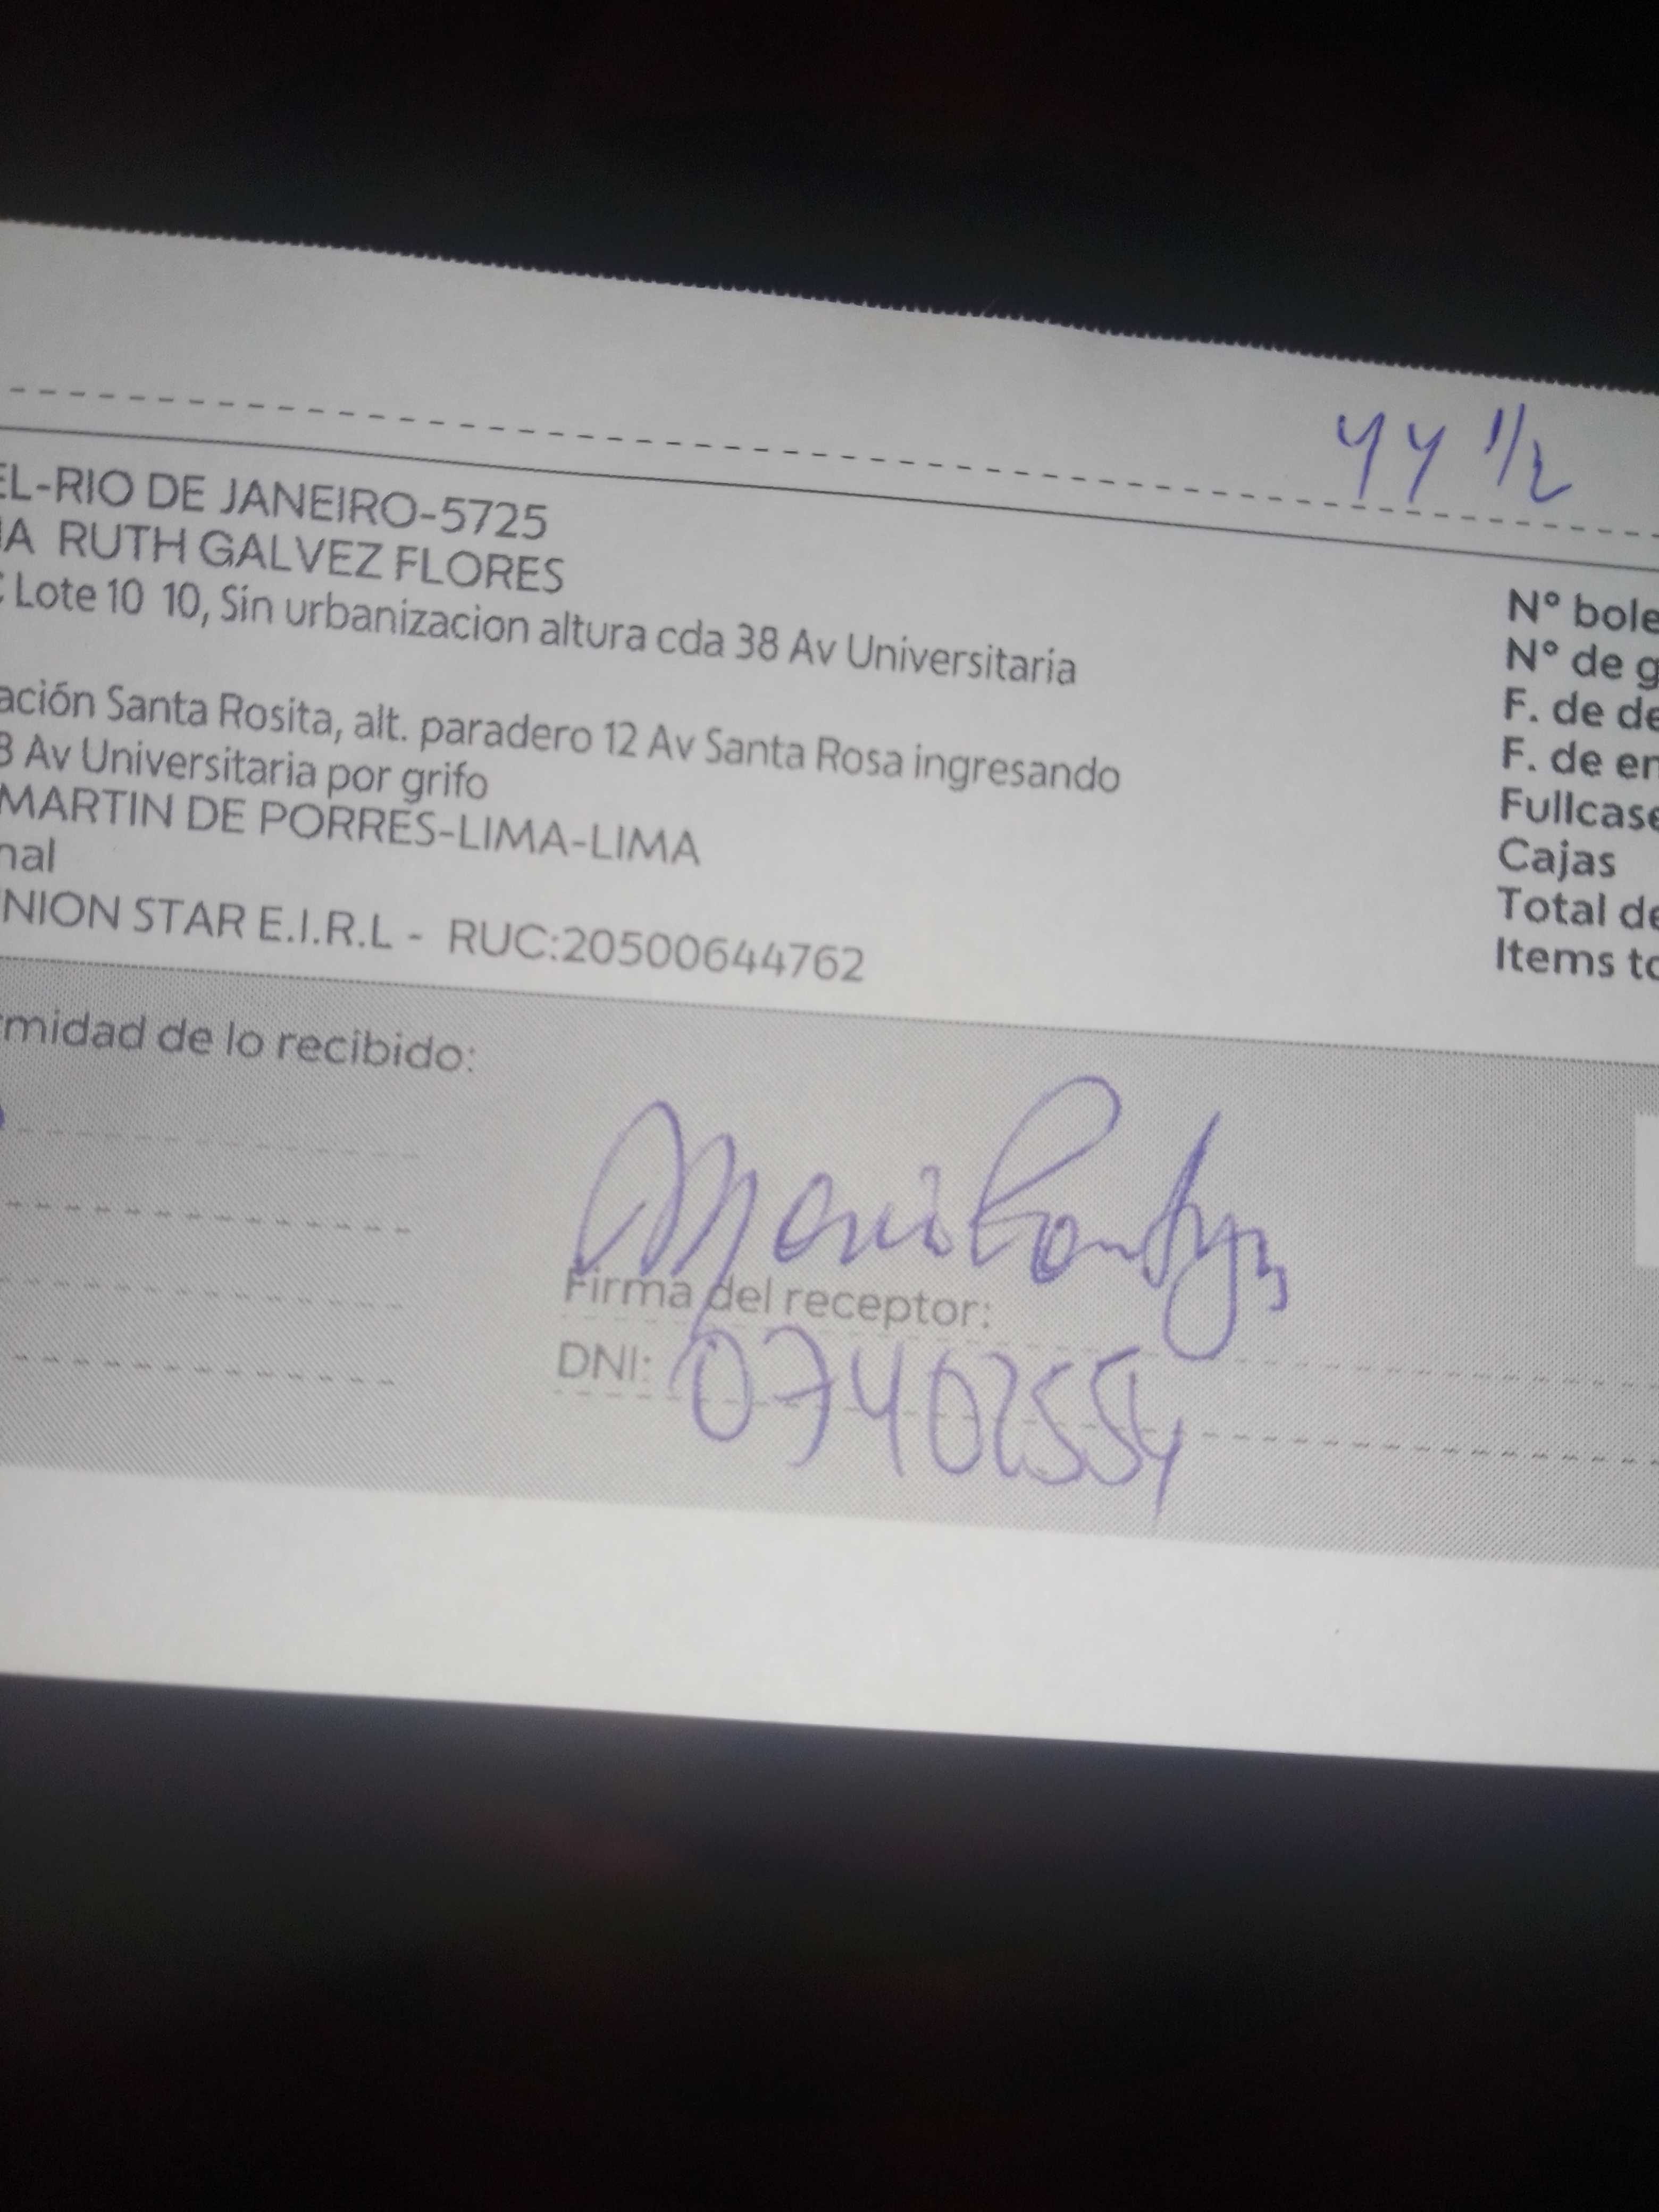 44 1/2
EL-RIO DE JANEIRO-5725
IA RUTH GALVEZ FLORES
C Lote 10 10, Sin urbanizacion altura cda 38 Av Universitaria
ación Santa Rosita, alt. paradero 12 Av Santa Rosa ingresando
8 Av Universitaria por grifo
MARTIN DE PORRES-LIMA-LIMA
nal
NION STAR E.I.R.L - RUC:20500644762
N° bole
N° de g
F. de de
F. de en
Fullcase
Cajas
Total de
Items to
rmidad de lo recibido:
Firma del receptor:
DNI: 07402554